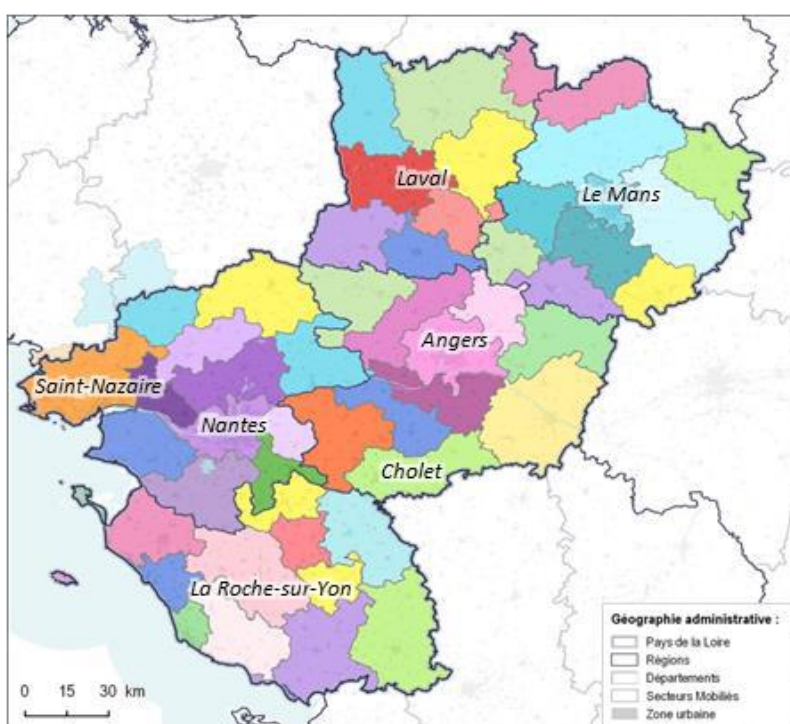 Laval
Le Mans
Angers
Saint-Nazaire
Nantes
Cholet
La Roche-sur-Yon
Géographie administrative :
Pays de la Loire
Régions
Départements
Secteurs Mobiliés
Zone urbaine
0 15 30 km